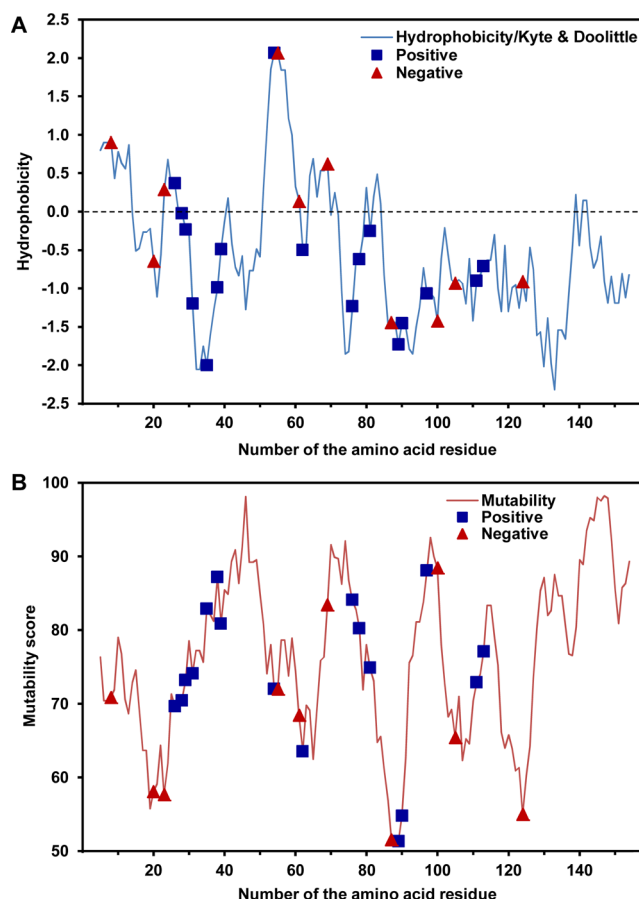 A
Hydrophobicity/Kyte & Doolittle
Positive
Negative
Hydrophobicity
2.5
2.0
1.5
1.0
0.5
0.0
-0.5
-1.0
-1.5
-2.0
-2.5
20 40 60 80 100 120 140
Number of the amino acid residue
B
Mutability
Positive
Negative
Mutability score
100
90
80
70
60
50
20 40 60 80 100 120 140
Number of the amino acid residue